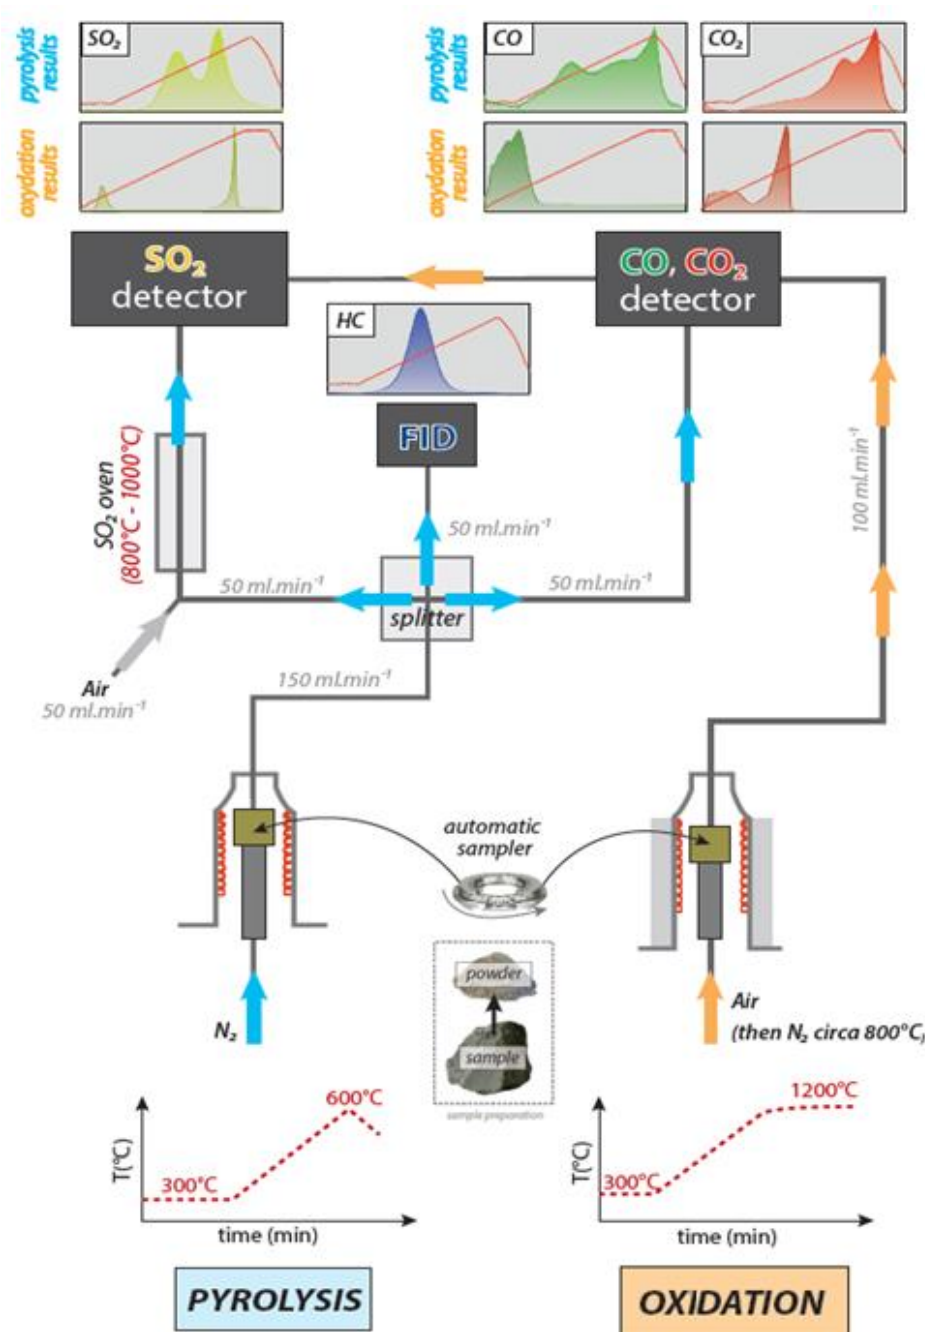 pyrolysis
results
SO₂
CO
CO₂
oxydation
results
pyrolysis
results
oxydation
results
SO₂
detector
CO, CO₂
detector
HC
FID
SO₂ oven
(800°C - 1000°C)
50 ml.min⁻¹
50 ml.min⁻¹
50 ml.min⁻¹
100 ml.min⁻¹
splitter
Air
50 ml.min⁻¹
150 ml.min⁻¹
automatic
sampler
powder
sample
sample preparation
N₂
Air
(then N₂ circa 800°C)
T(°C)
300°C
600°C
time (min)
T(°C)
300°C
1200°C
time (min)
PYROLYSIS
OXIDATION